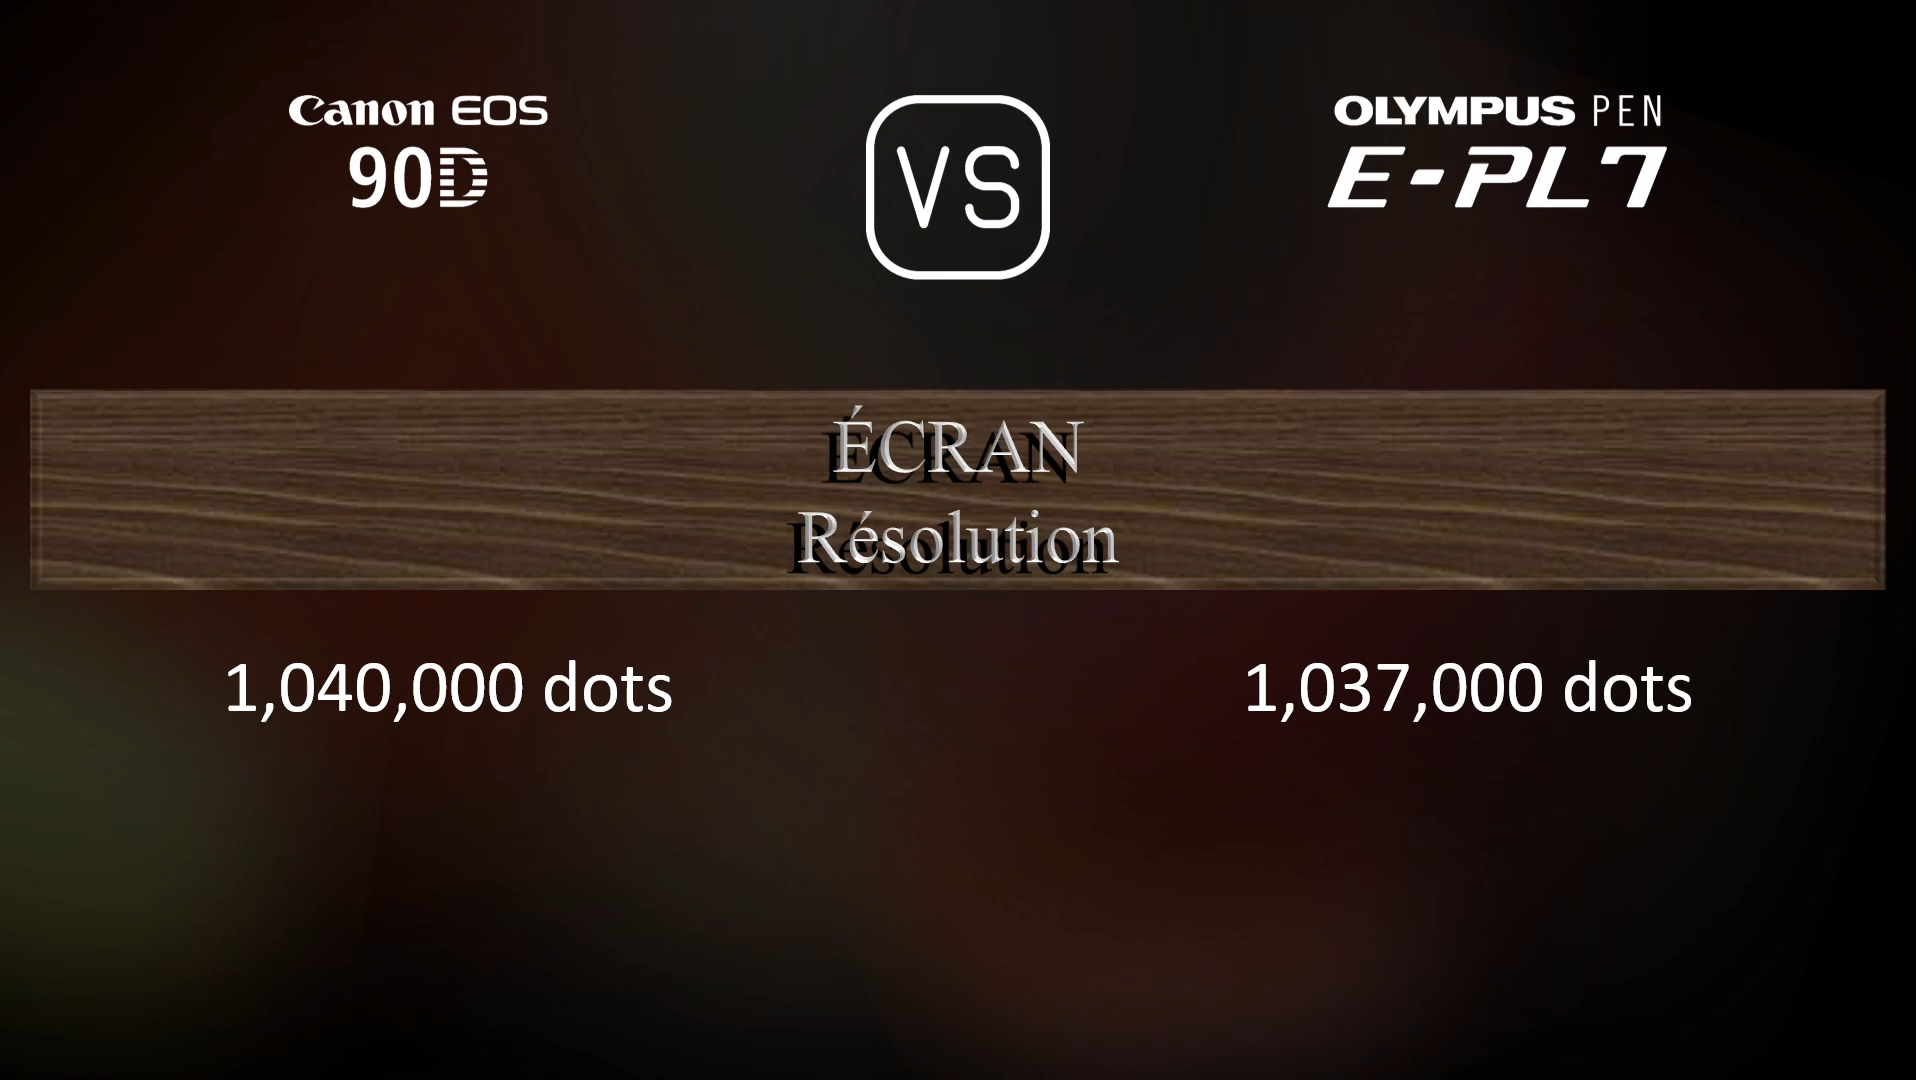 Canon EOS
90D
VS
OLYMPUS PEN
E-PL7
ÉCRAN
Résolution
1,040,000 dots
1,037,000 dots